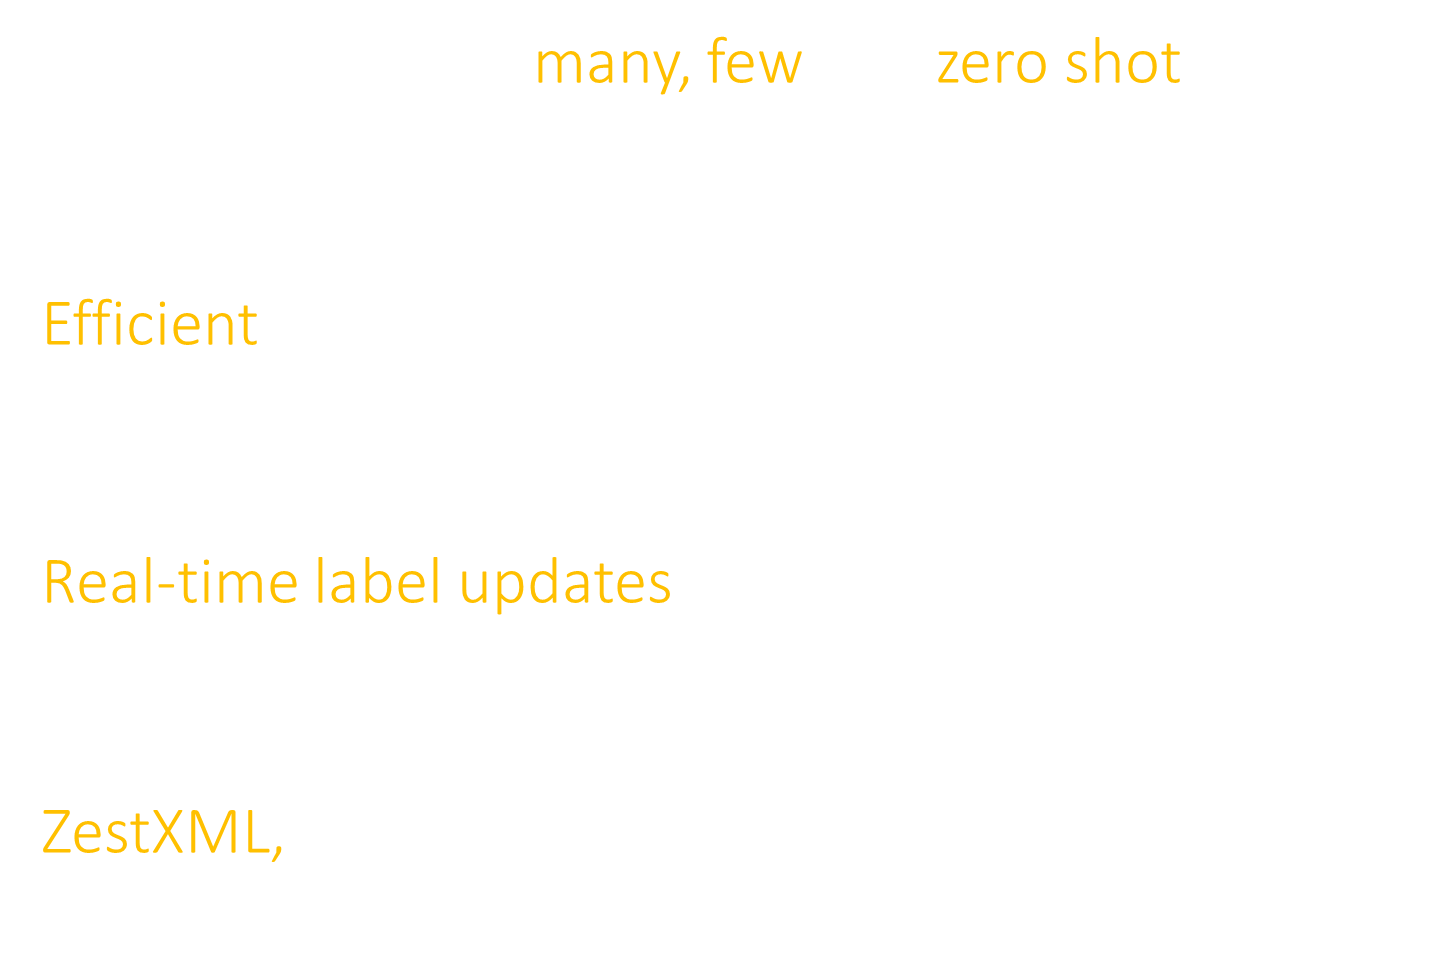 many, few zero shot
Efficient
Real-time label updates
ZestXML,